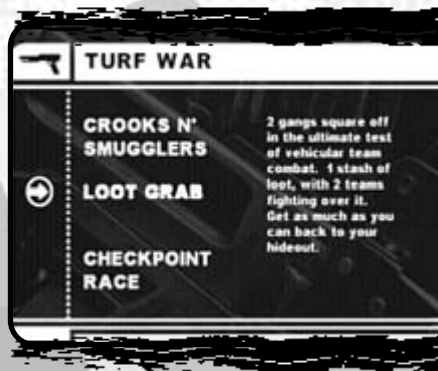 TURF WAR
CROOKS N'
SMUGGLERS
LOOT GRAB
CHECKPOINT
RACE
2 gangs square off
in the ultimate test
of vehicular team
combat. 1 stash of
loot, with 2 teams
fighting over it.
Get as much as you
can back to your
hideout.